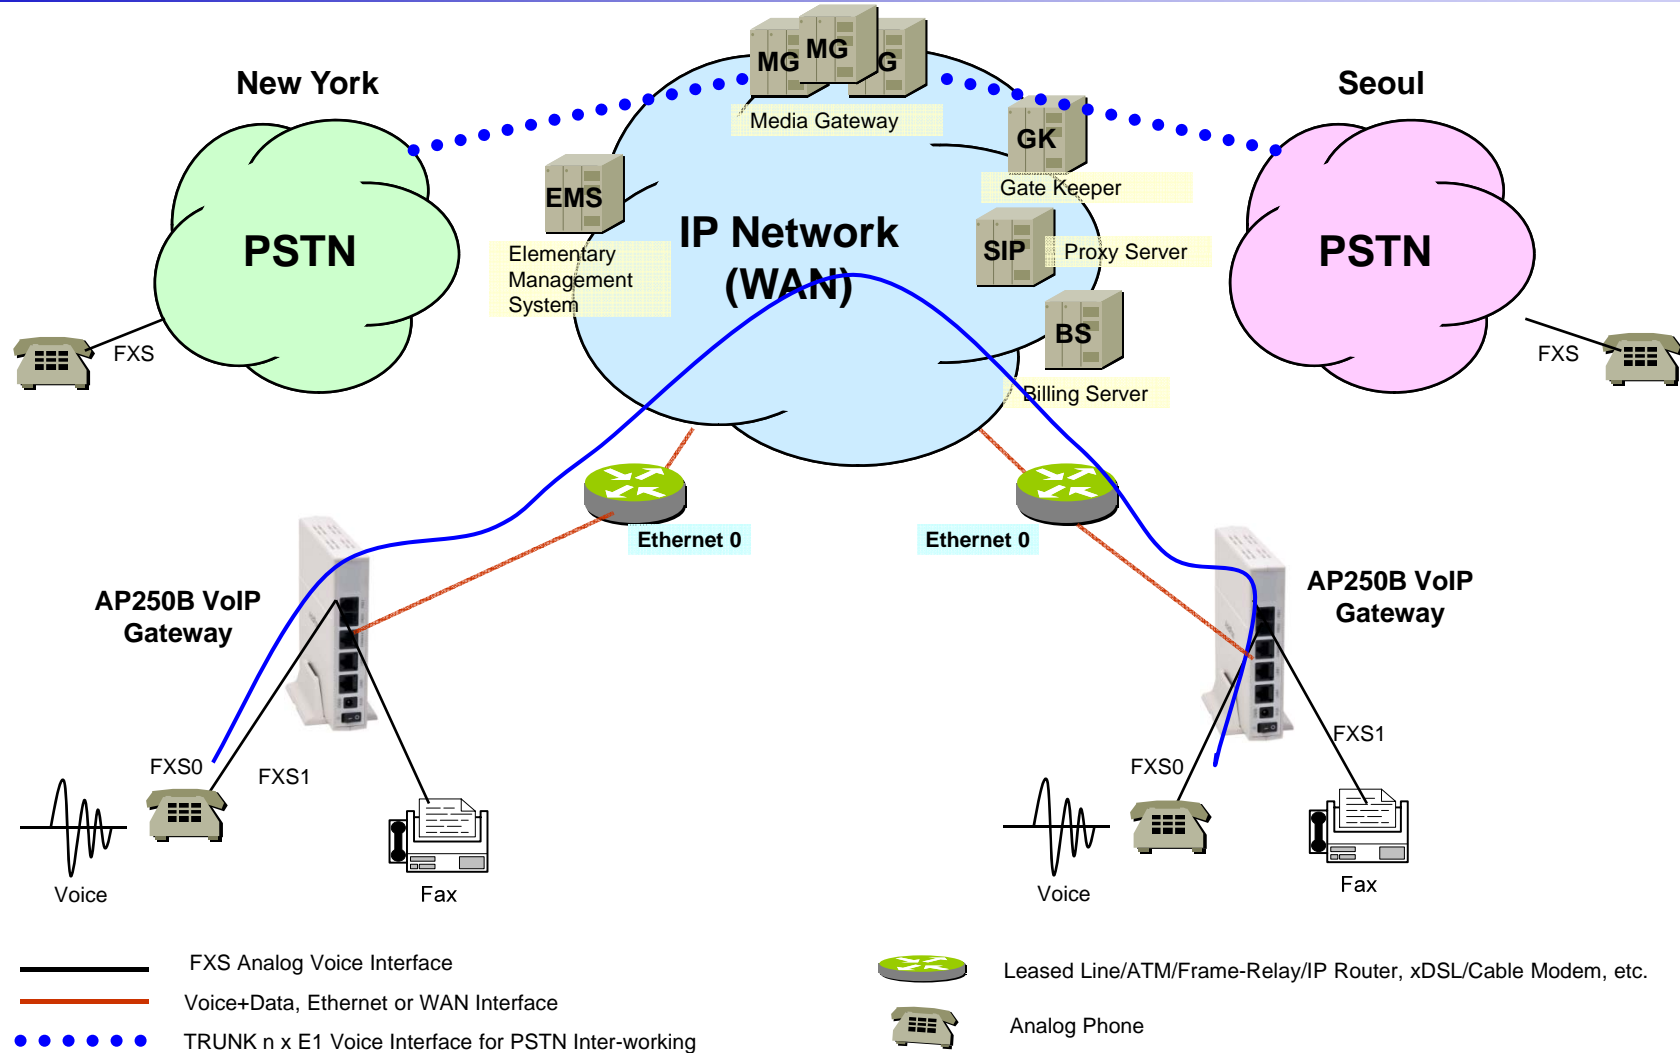 New York
MG
MG
G
Seoul
Media Gateway
GK
Gate Keeper
EMS
Elementary
Management
System
IP Network
(WAN)
SIP
Proxy Server
BS
Billing Server
PSTN
PSTN
FXS
FXS
Ethernet 0
Ethernet 0
AP250B VoIP
Gateway
AP250B VoIP
Gateway
FXS0
FXS1
FXS0
FXS1
Voice
Fax
Voice
Fax
FXS Analog Voice Interface
Voice+Data, Ethernet or WAN Interface
TRUNK n x E1 Voice Interface for PSTN Inter-working
Leased Line/ATM/Frame-Relay/IP Router, xDSL/Cable Modem, etc.
Analog Phone